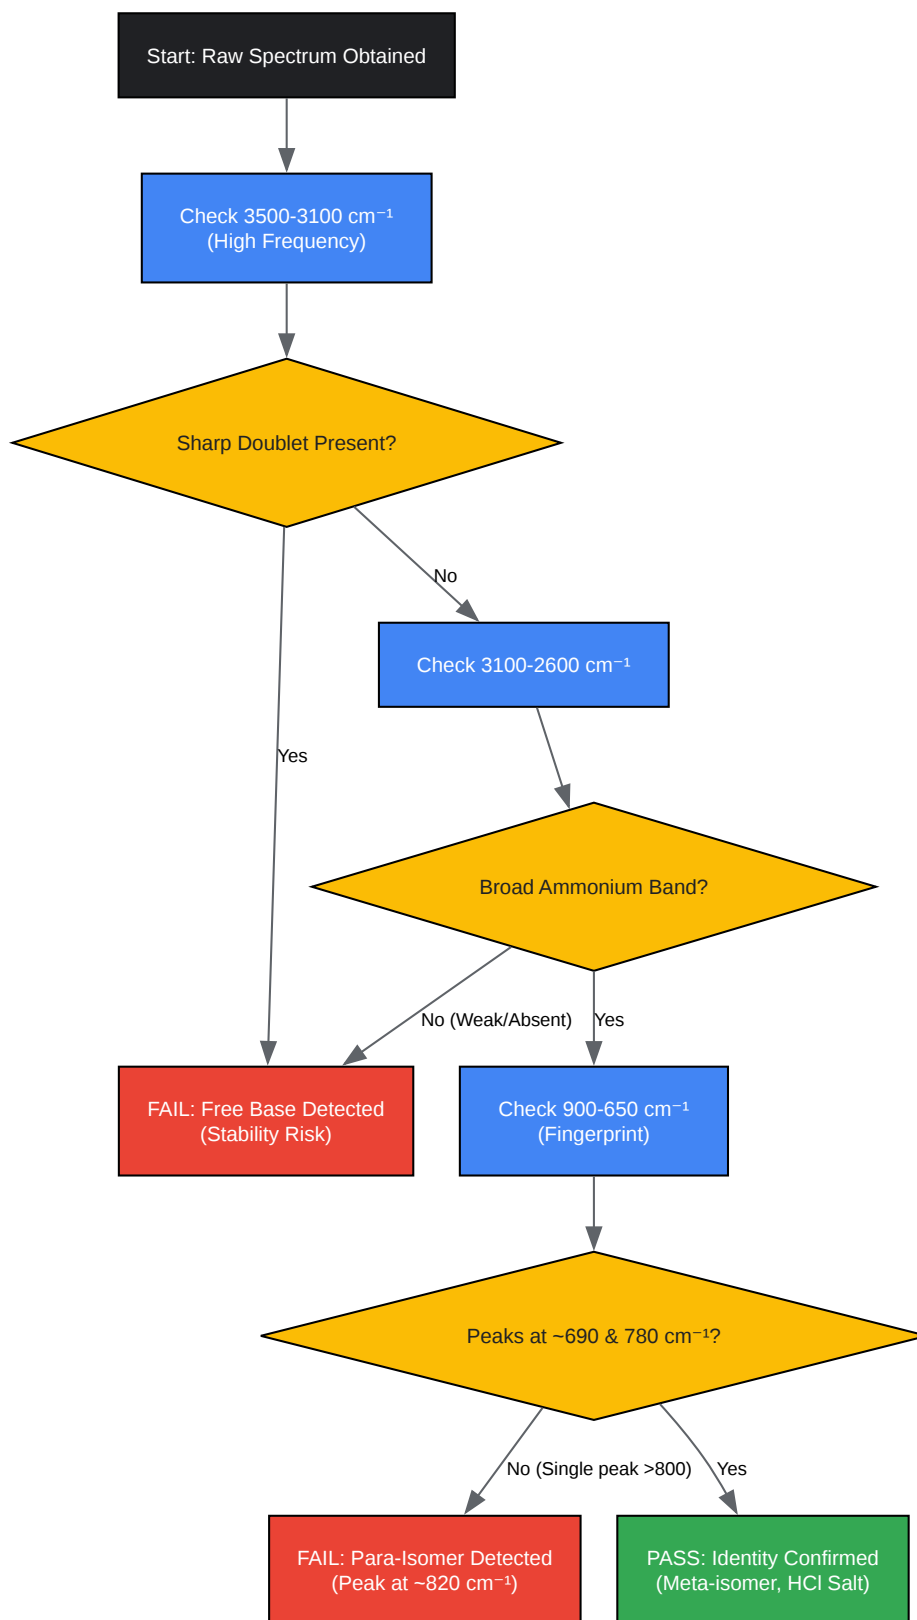 Start: Raw Spectrum Obtained
Check 3500-3100 cm⁻¹
(High Frequency)
Sharp Doublet Present?
No
Check 3100-2600 cm⁻¹
Yes
Broad Ammonium Band?
No (Weak/Absent)
Yes
FAIL: Free Base Detected
(Stability Risk)
Check 900-650 cm⁻¹
(Fingerprint)
Peaks at ~690 & 780 cm⁻¹?
No (Single peak >800)
Yes
FAIL: Para-Isomer Detected
(Peak at ~820 cm⁻¹)
PASS: Identity Confirmed
(Meta-isomer, HCl Salt)